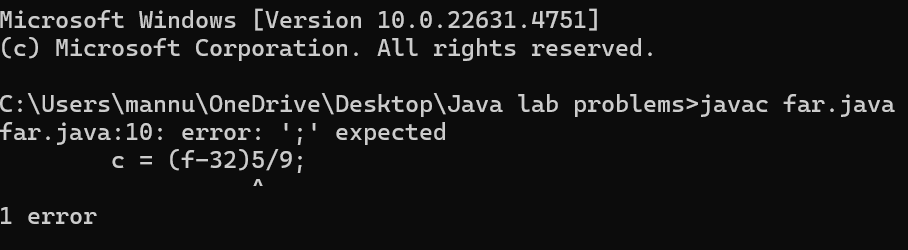 Microsoft Windows [Version 10.0.22631.4751]
(c) Microsoft Corporation. All rights reserved.
C:\Users\mannu\OneDrive\Desktop\Java lab problems>javac far.java
far.java:10: error: ';' expected
        c = (f-32)5/9;
                  ^
1 error